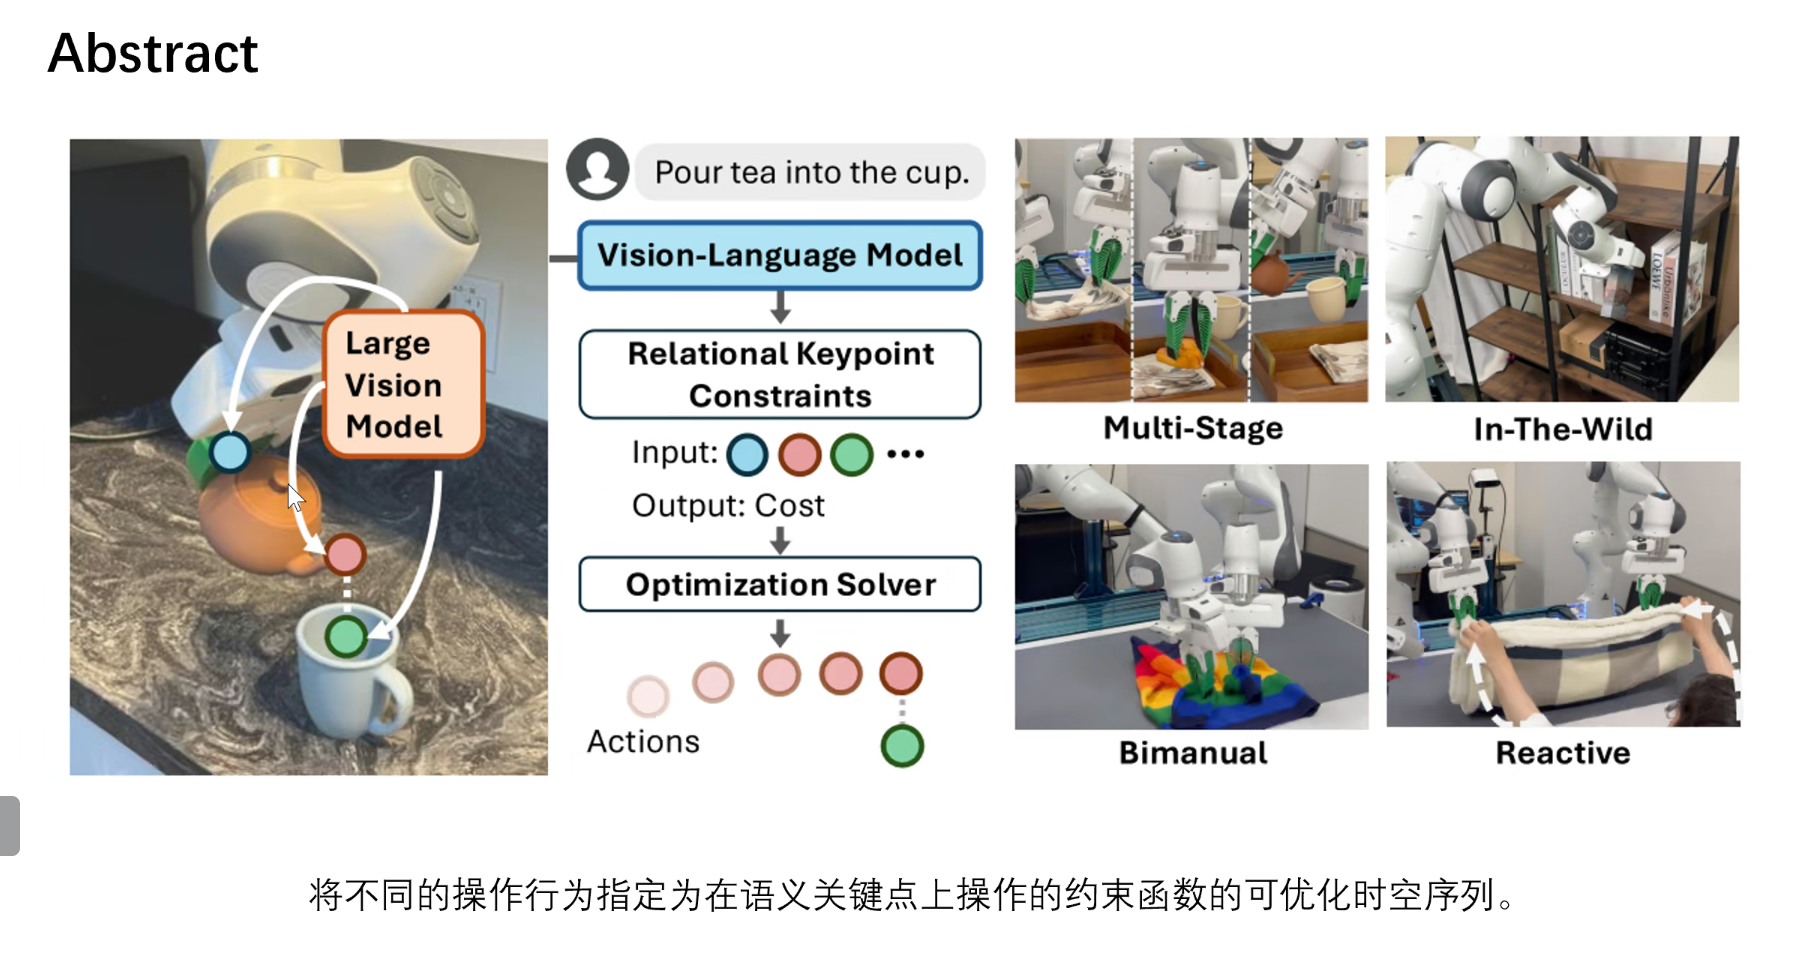 Abstract
Large
Vision
Model
Pour tea into the cup.
Vision-Language Model
Relational Keypoint
Constraints
Input:
Output: Cost
Optimization Solver
Actions
Multi-Stage
In-The-Wild
LOEWE
Bimanual
Reactive
将不同的操作行为指定为在语义关键点上操作的约束函数的可优化时空序列。